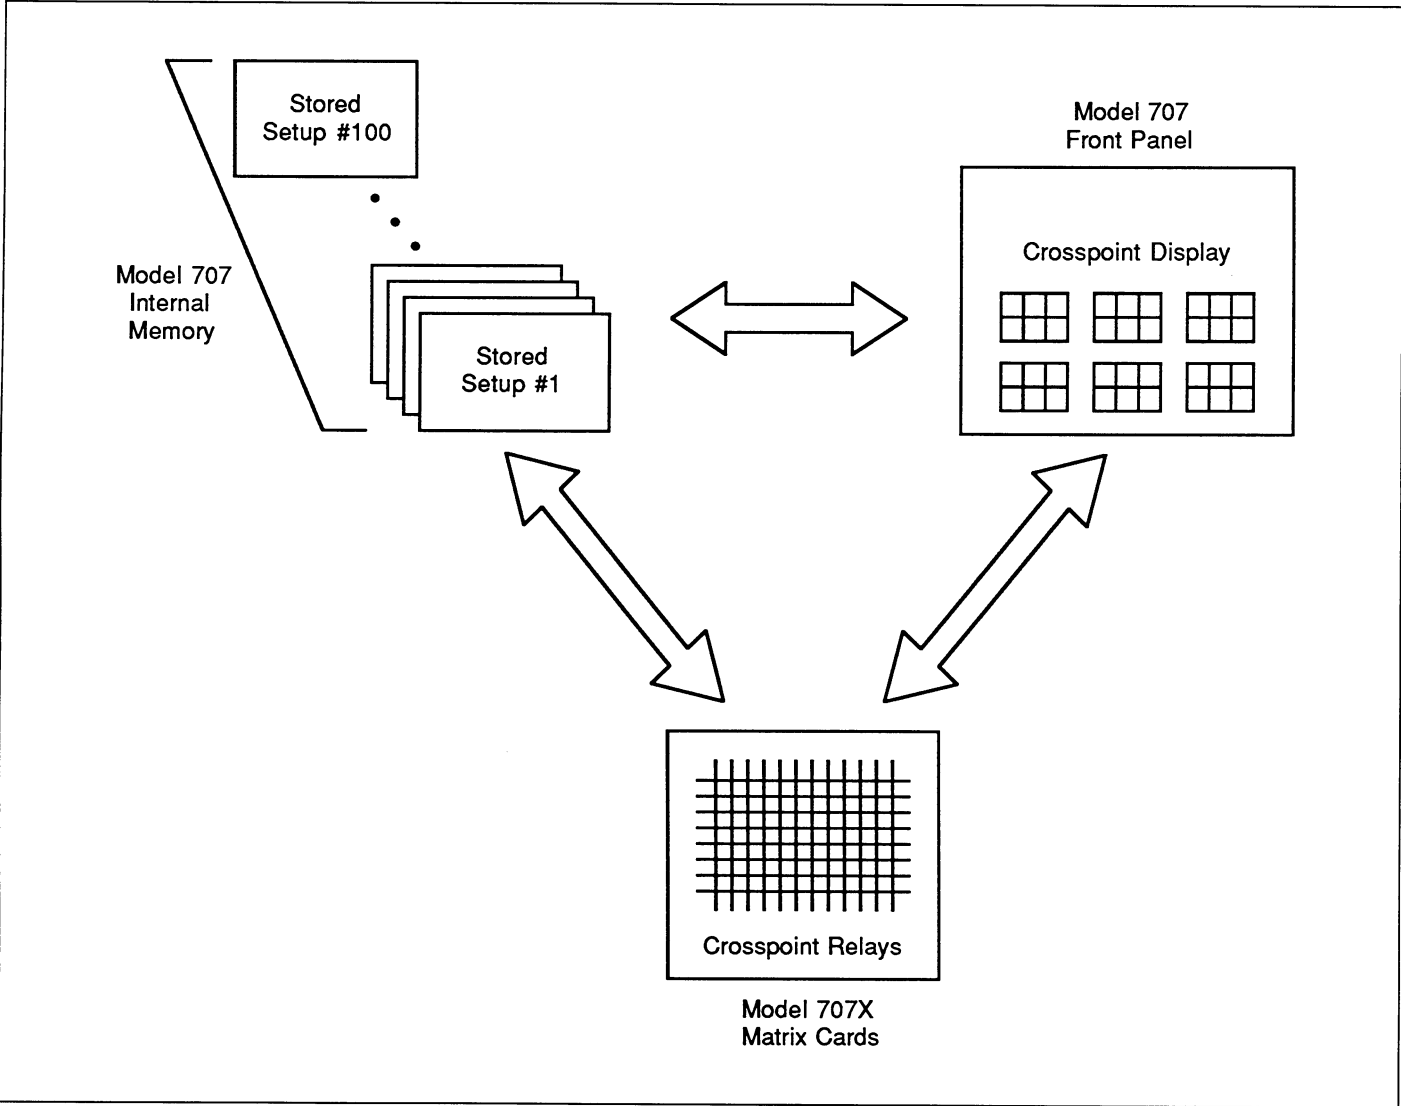 Stored
Setup #100
Model 707
Internal
Memory
Stored
Setup #1
Model 707
Front Panel
Crosspoint Display
Crosspoint Relays
Model 707X
Matrix Cards